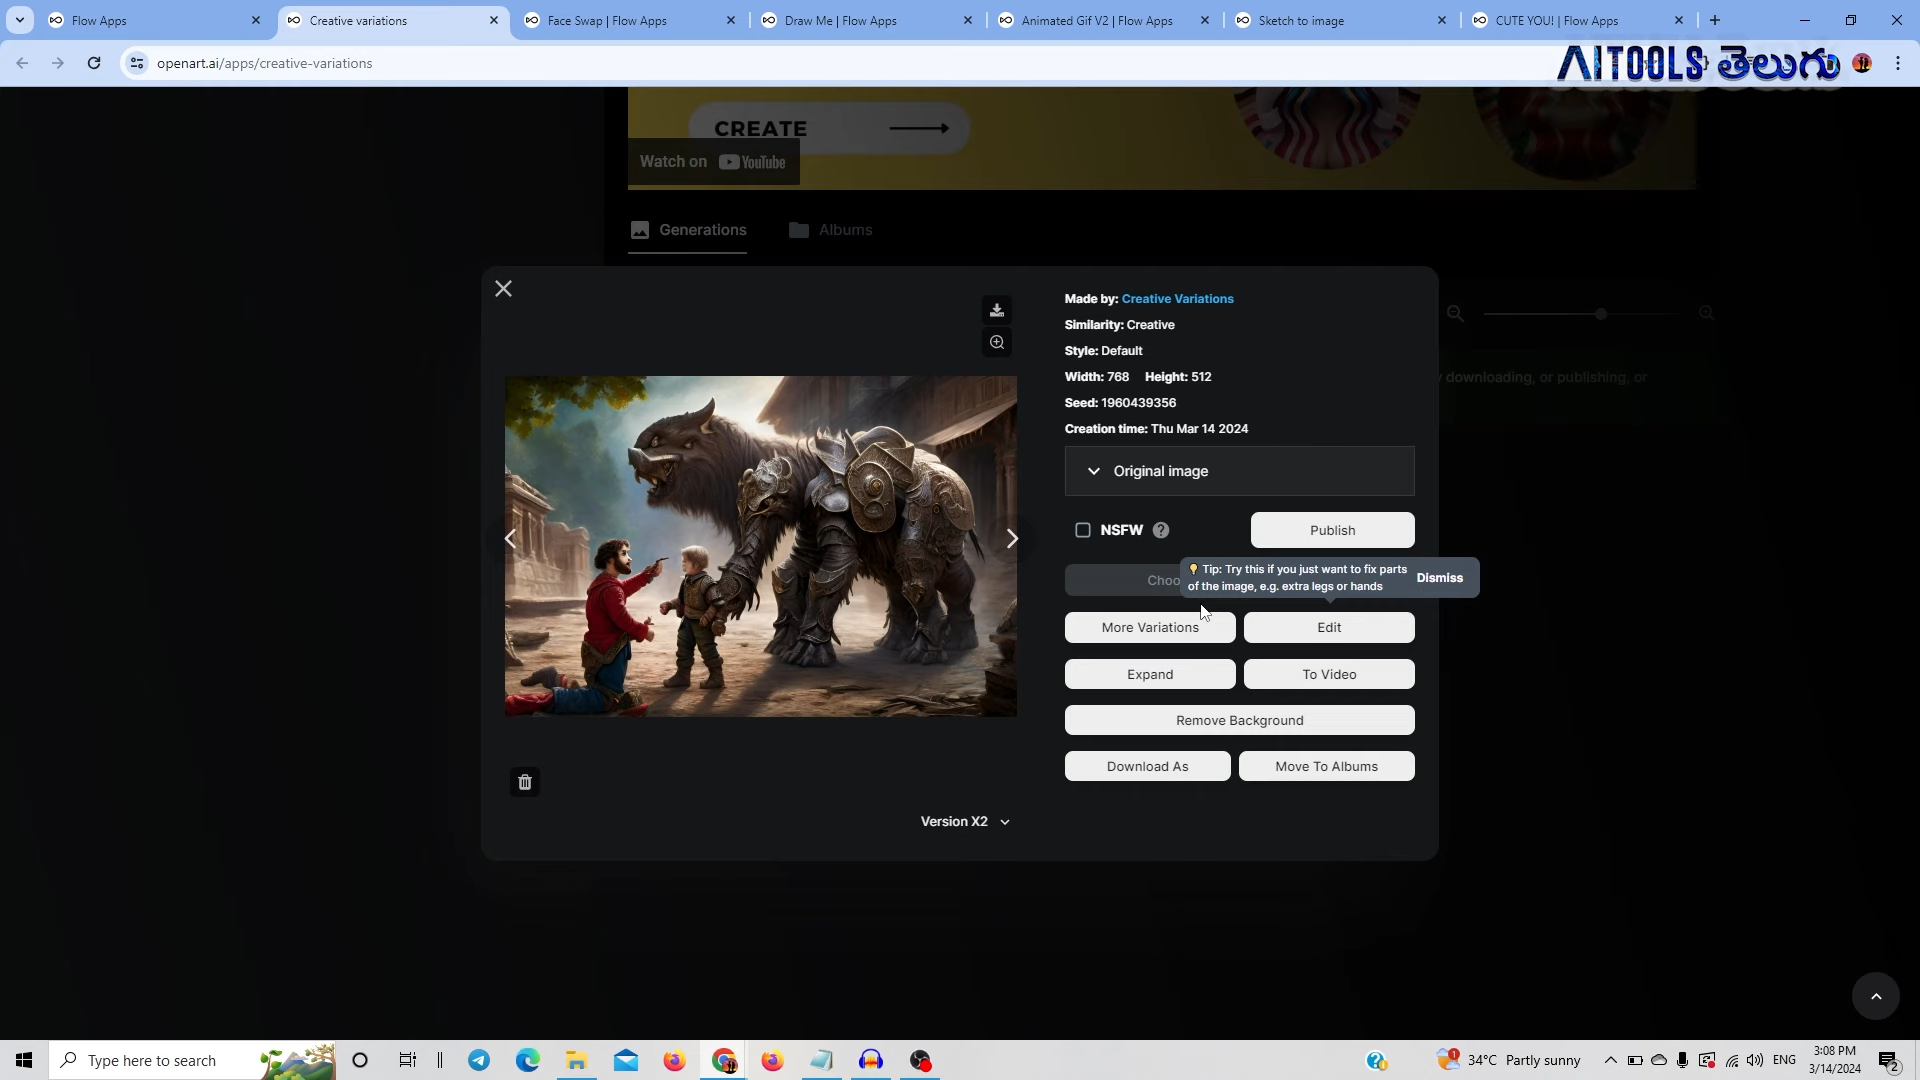 Flow Apps
Creative variations
Face Swap | Flow Apps
Draw Me | Flow Apps
Animated Gif V2 | Flow Apps
Sketch to image
CUTE YOU! | Flow Apps
openart.ai/apps/creative-variations
AITOOLS తెలుగు
CREATE
Watch on YouTube
Generations
Albums
Made by: Creative Variations
Similarity: Creative
Style: Default
Width: 768 Height: 512
Seed: 1960439356
Creation time: Thu Mar 14 2024
downloading, or publishing, or
Original image
NSFW
Publish
Tip: Try this if you just want to fix parts
of the image, e.g. extra legs or hands
Dismiss
Choo
More Variations
Edit
Expand
To Video
Remove Background
Download As
Move To Albums
Version X2
Type here to search
34°C Partly sunny
ENG
3:08 PM
3/14/2024
2